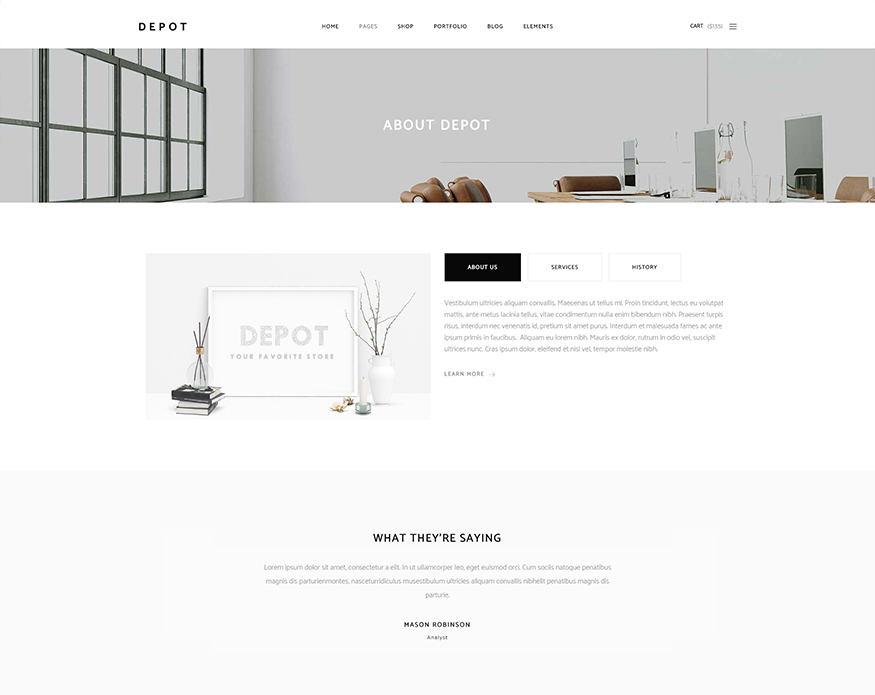 DEPOT
HOME PAGES SHOP PORTFOLIO BLOG ELEMENTS
CART ($135)
ABOUT DEPOT
DEPOT
YOUR FAVORITE STORE
ABOUT US SERVICES HISTORY
Vestibulum ultricies aliquam convallis. Maecenas ut tellus mi. Proin tincidunt, lectus eu volutpat
mattis, ante metus lacinia tellus, vitae condimentum nulla enim bibendum nibh. Praesent turpis
risus, interdum nec venenatis id, pretium sit amet purus. Interdum et malesuada fames ac ante
ipsum primis in faucibus. Aliquam eu lorem nibh. Mauris ex dolor, rutrum in odio vel, suscipit
ultrices nunc. Cras ipsum dolor, eleifend et nisl vel, tempor molestie nibh.
LEARN MORE
WHAT THEY'RE SAYING
Lorem ipsum dolor sit amet, consectetur a elit. In ut ullamcorper leo, eget euismod orci. Cum sociis natoque penatibus
magnis dis parturienmontes, nasceturridiculus musestibulum ultricies aliquam convallis nibhelit penatibus magnis dis
parturie.
MASON ROBINSON
Analyst